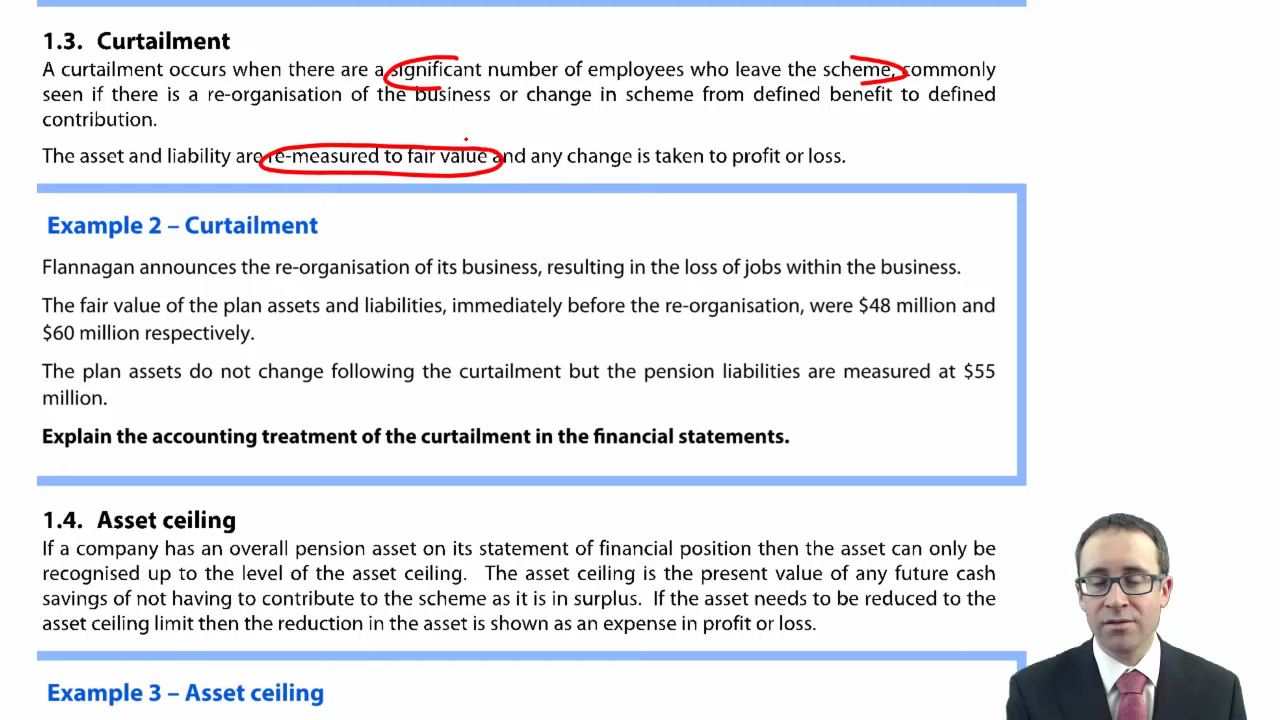 1.3. Curtailment
A curtailment occurs when there are a significant number of employees who leave the scheme, commonly
seen if there is a re-organisation of the business or change in scheme from defined benefit to defined
contribution.
The asset and liability are re-measured to fair value and any change is taken to profit or loss.
Example 2 – Curtailment
Flannagan announces the re-organisation of its business, resulting in the loss of jobs within the business.
The fair value of the plan assets and liabilities, immediately before the re-organisation, were $48 million and
$60 million respectively.
The plan assets do not change following the curtailment but the pension liabilities are measured at $55
million.
Explain the accounting treatment of the curtailment in the financial statements.
1.4. Asset ceiling
If a company has an overall pension asset on its statement of financial position then the asset can only be
recognised up to the level of the asset ceiling. The asset ceiling is the present value of any future cash
savings of not having to contribute to the scheme as it is in surplus. If the asset needs to be reduced to the
asset ceiling limit then the reduction in the asset is shown as an expense in profit or loss.
Example 3 – Asset ceiling